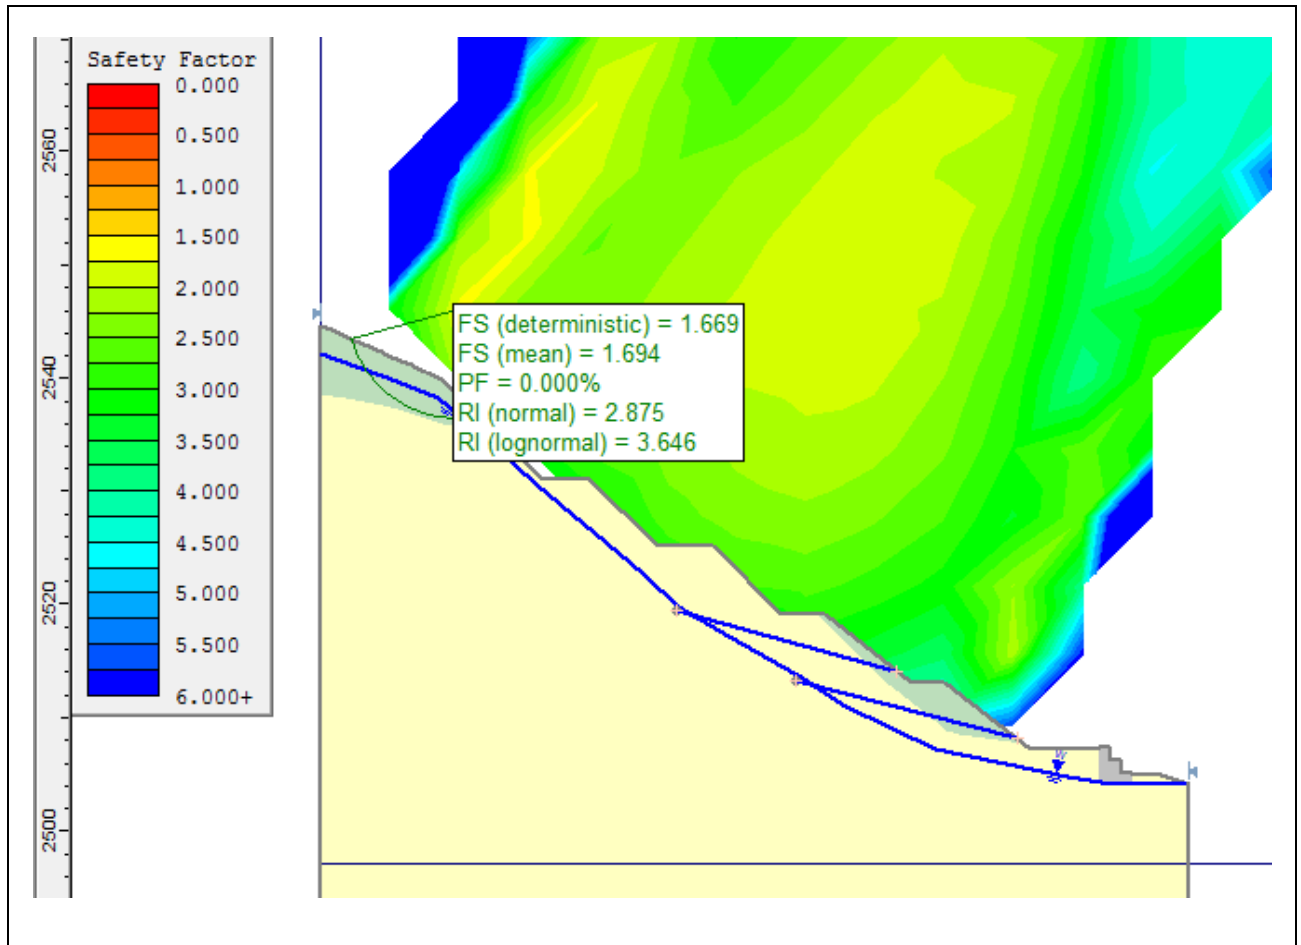 Safety Factor
0.000
0.500
1.000
1.500
2.000
2.500
3.000
3.500
4.000
4.500
5.000
5.500
6.000+
2560
2540
2520
2500
FS (deterministic) = 1.669
FS (mean) = 1.694
PF = 0.000%
RI (normal) = 2.875
RI (lognormal) = 3.646
W